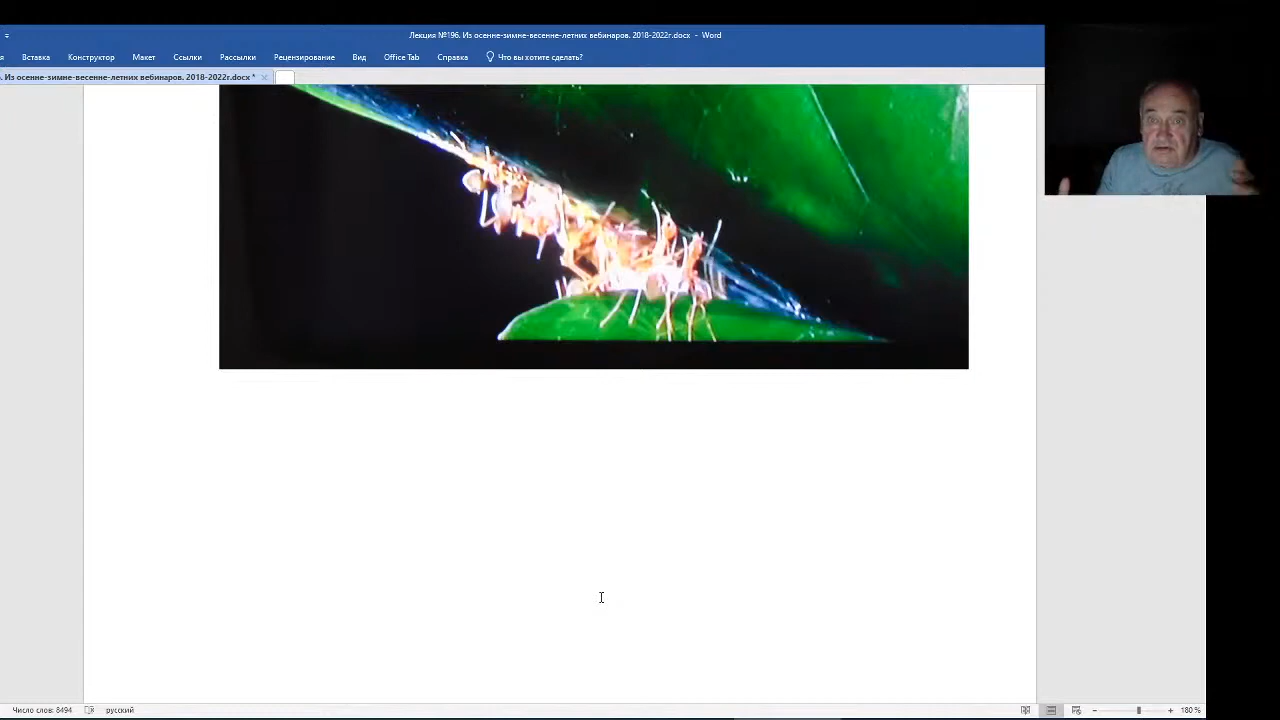 Лекция №196. Из осенне-зимне-весенне-летних вебинаров. 2018-2022г.docx - Word
я Вставка Конструктор Макет Ссылки Рассылки Рецензирование Вид Office Tab Справка Что вы хотите сделать?
. Из осенне-зимне-весенне-летних вебинаров. 2018-2022г.docx *
Число слов: 8494 русский 180 %